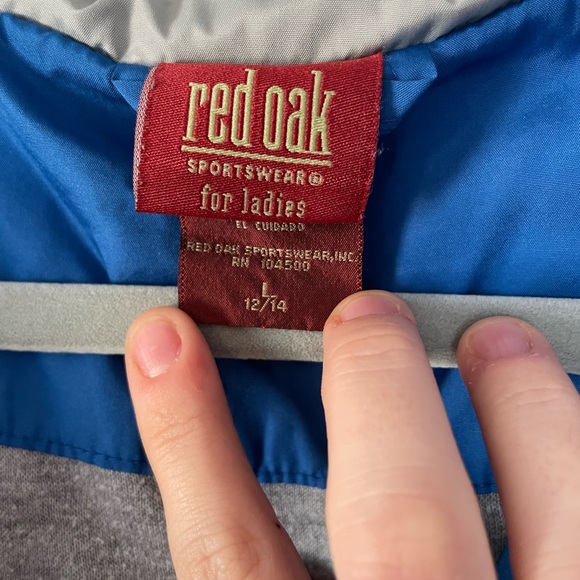 red oak
SPORTSWEAR®
for ladies
EL CUIDADO
RED OAK SPORTSWEAR, INC.
RN 104500
L
12/14